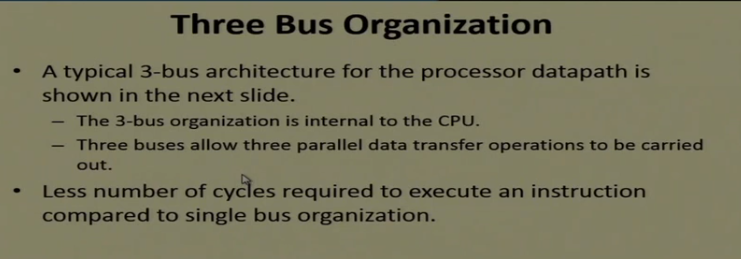 Three Bus Organization
• A typical 3-bus architecture for the processor datapath is
shown in the next slide.
– The 3-bus organization is internal to the CPU.
– Three buses allow three parallel data transfer operations to be carried
out.
• Less number of cycles required to execute an instruction
compared to single bus organization.